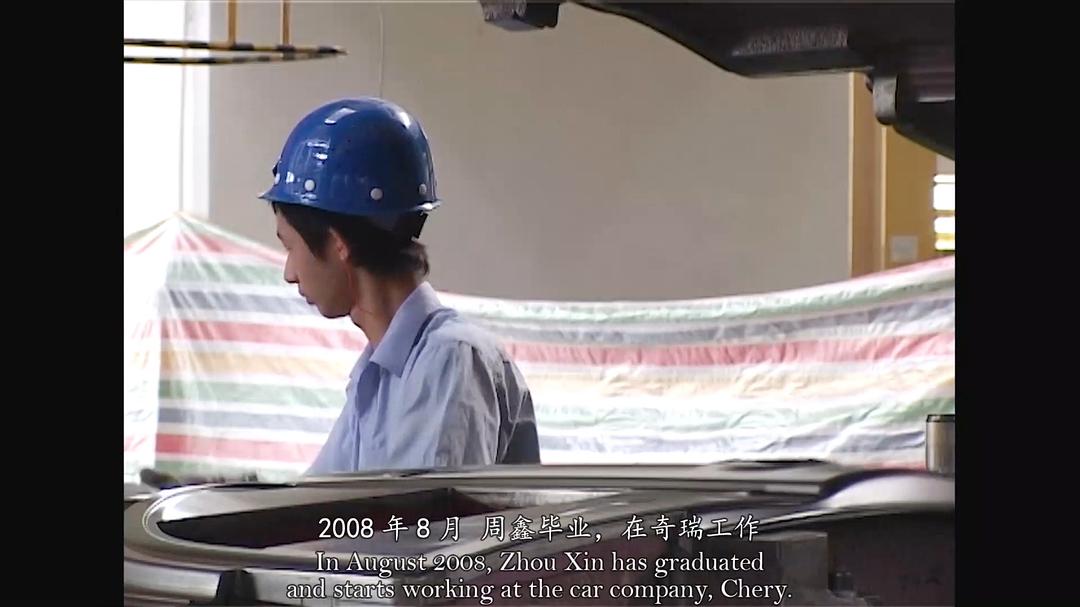 2008 年 8 月 周鑫毕业，在奇瑞工作
In August 2008, Zhou Xin has graduated
and starts working at the car company, Chery.